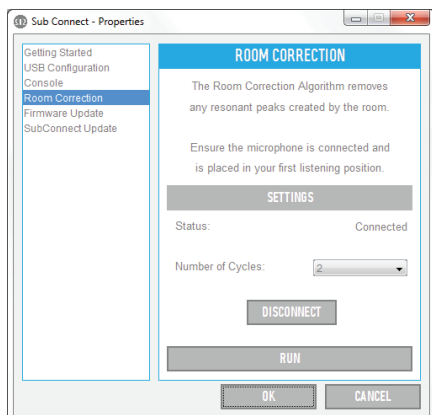 Sub Connect - Properties
Getting Started
USB Configuration
Console
Room Correction
Firmware Update
SubConnect Update
ROOM CORRECTION
The Room Correction Algorithm removes
any resonant peaks created by the room.
Ensure the microphone is connected and
is placed in your first listening position.
SETTINGS
Status: Connected
Number of Cycles: 2
DISCONNECT
RUN
OK CANCEL